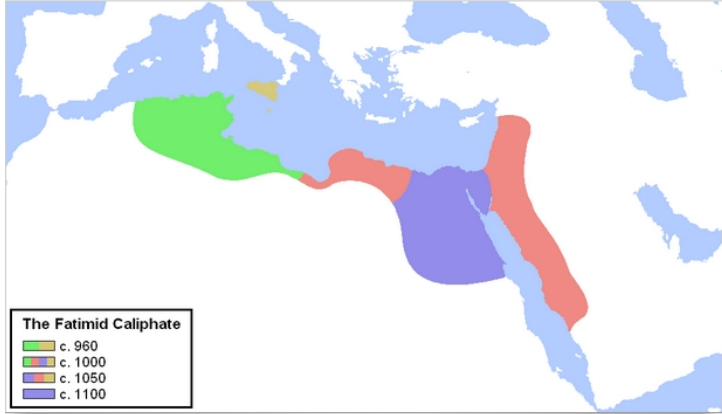 The Fatimid Caliphate
c. 960
c. 1000
c. 1050
c. 1100